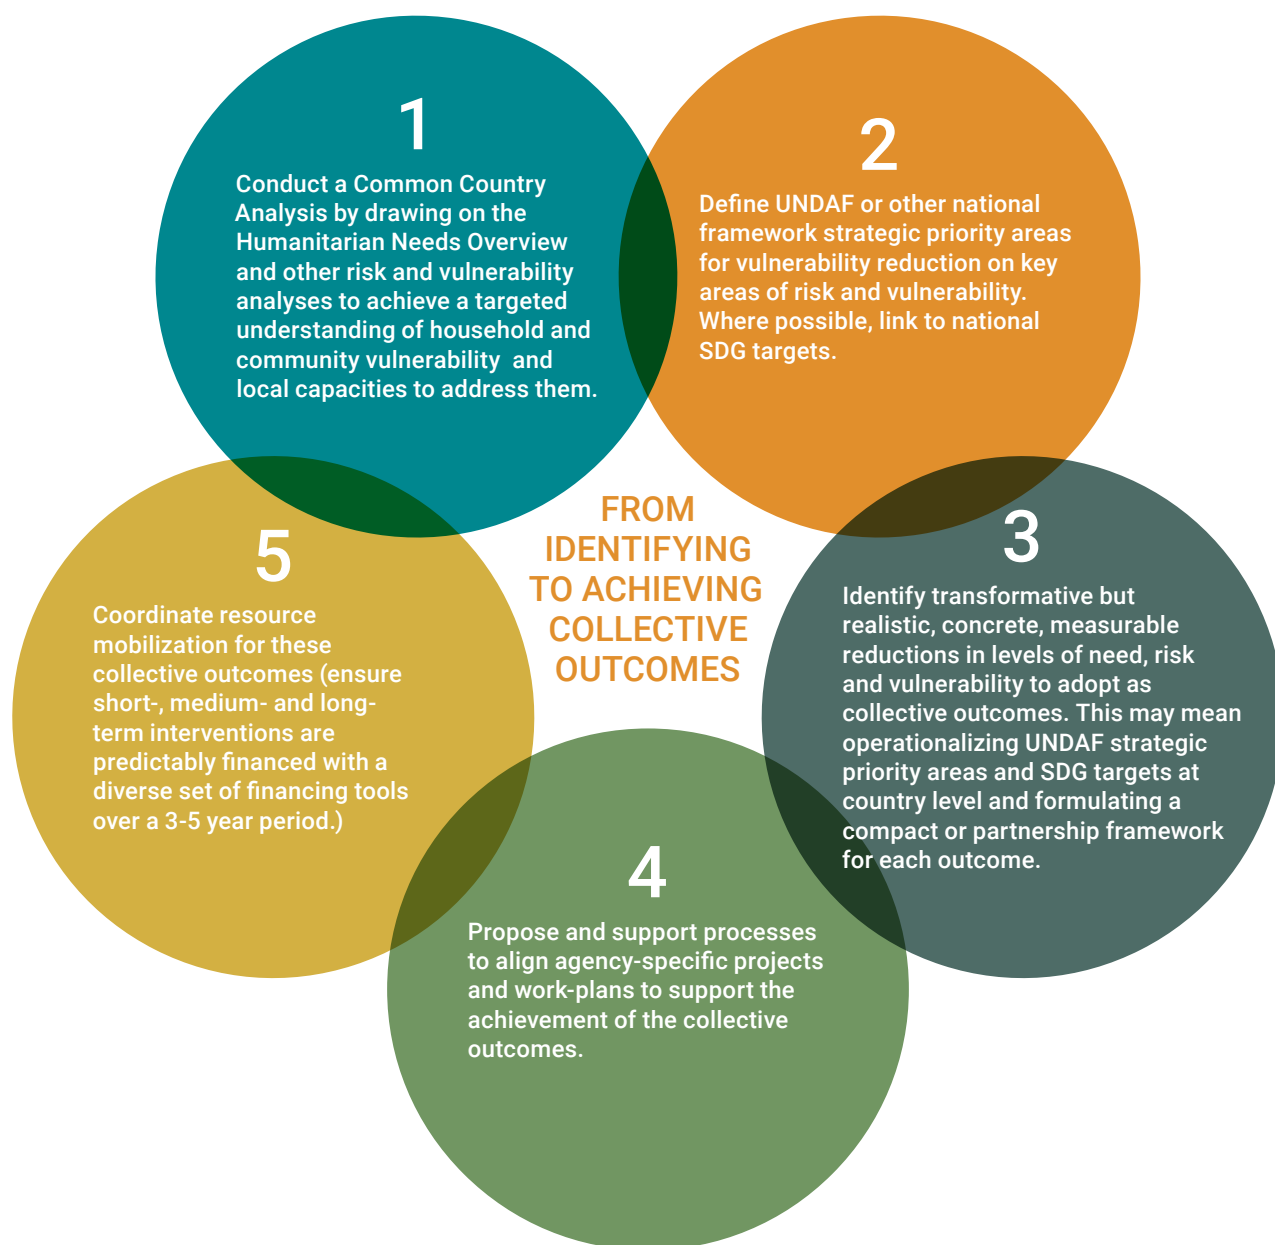 1
Conduct a Common Country
Analysis by drawing on the
Humanitarian Needs Overview
and other risk and vulnerability
analyses to achieve a targeted
understanding of household and
community vulnerability and
local capacities to address them.
2
Define UNDAF or other national
framework strategic priority areas
for vulnerability reduction on key
areas of risk and vulnerability.
Where possible, link to national
SDG targets.
3
Identify transformative but
realistic, concrete, measurable
reductions in levels of need, risk
and vulnerability to adopt as
collective outcomes. This may mean
operationalizing UNDAF strategic
priority areas and SDG targets at
country level and formulating a
compact or partnership framework
for each outcome.
4
Propose and support processes
to align agency-specific projects
and work-plans to support the
achievement of the collective
outcomes.
5
Coordinate resource
mobilization for these
collective outcomes (ensure
short-, medium- and long-
term interventions are
predictably financed with a
diverse set of financing tools
over a 3-5 year period.)
FROM
IDENTIFYING
TO ACHIEVING
COLLECTIVE
OUTCOMES